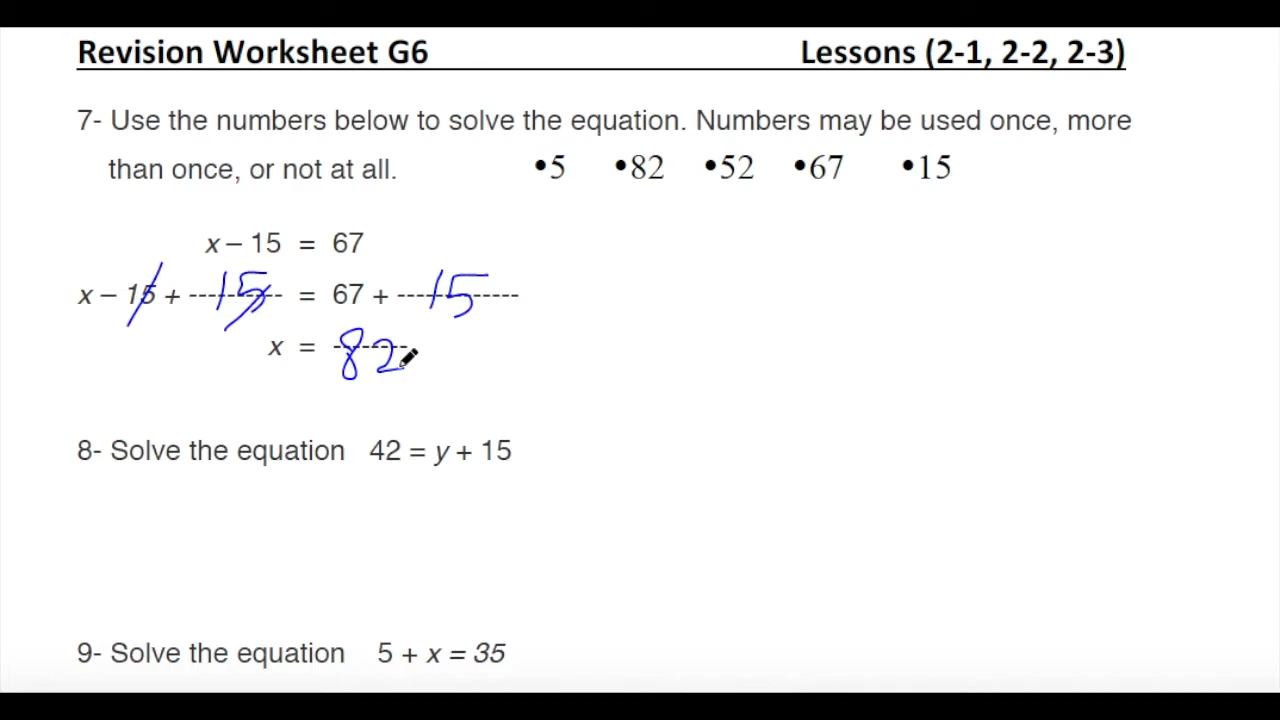 Revision Worksheet G6 Lessons (2-1, 2-2, 2-3)
7- Use the numbers below to solve the equation. Numbers may be used once, more
than once, or not at all. •5 •82 •52 •67 •15
x – 15 = 67
x – 15 + 15 = 67 + 15
x = 82
8- Solve the equation 42 = y + 15
9- Solve the equation 5 + x = 35